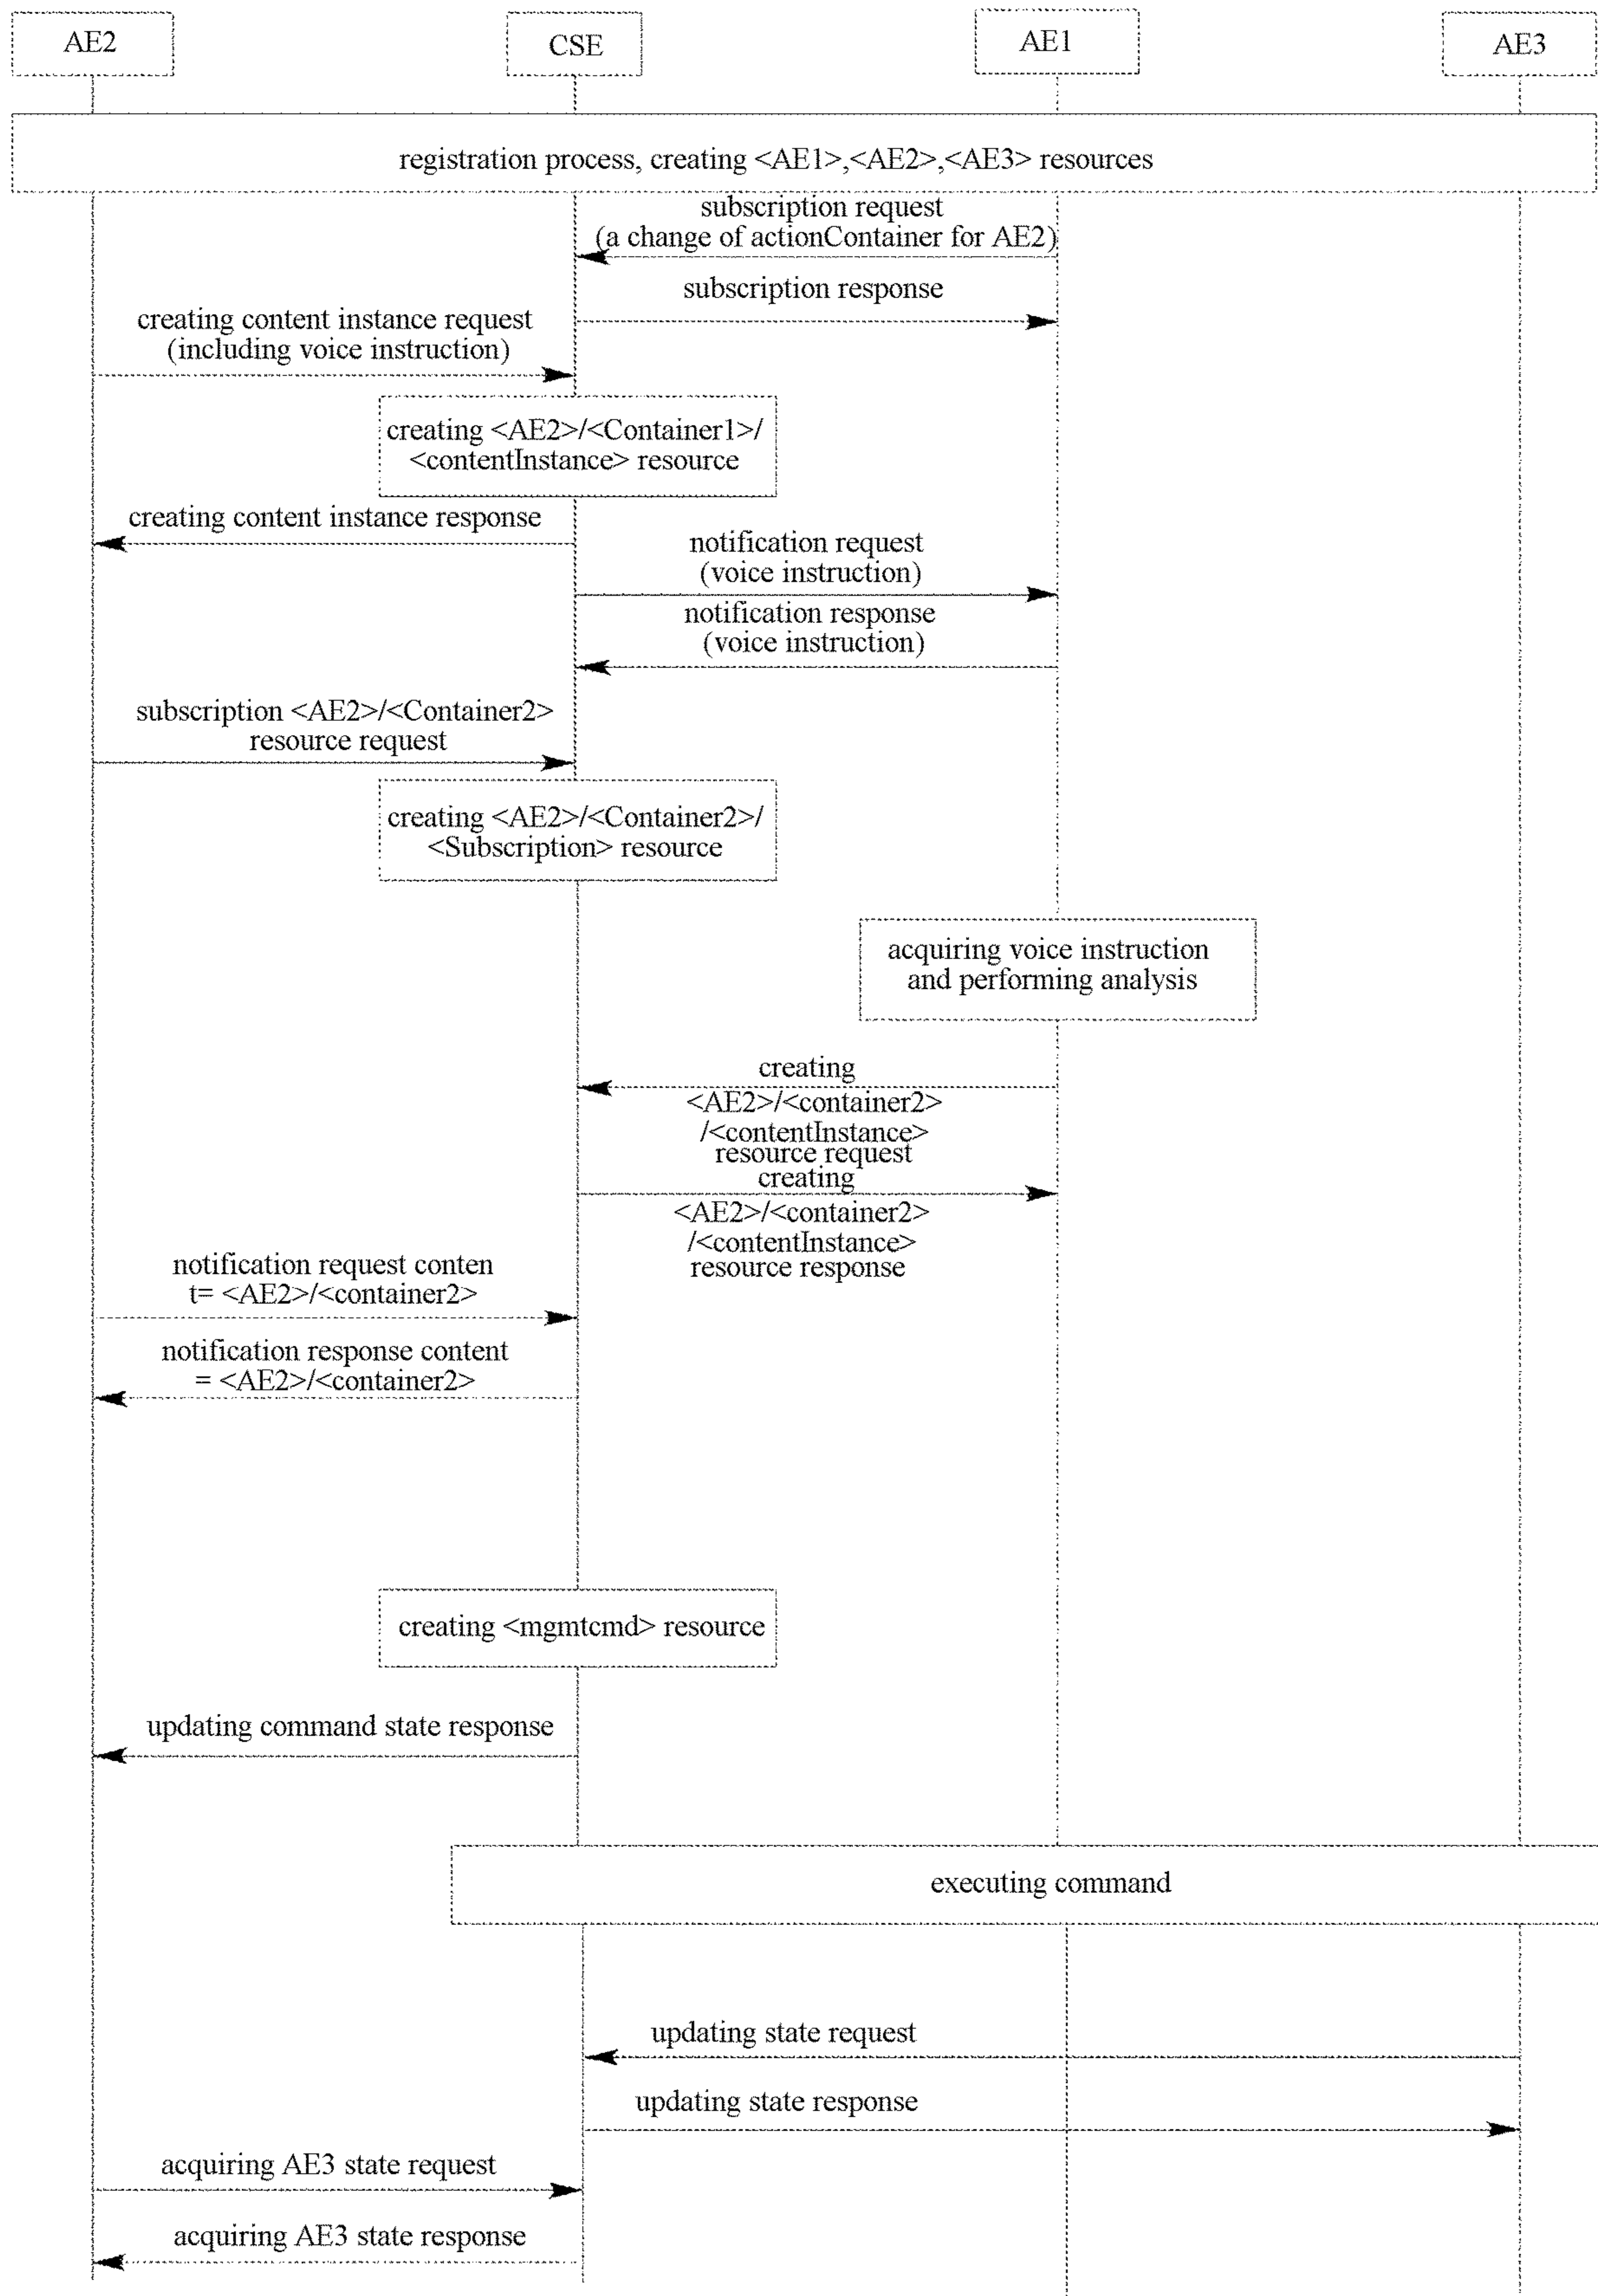 AE2
CSE
AE1
AE3
registration process, creating <AE1>,<AE2>,<AE3> resources
subscription request
(a change of actionContainer for AE2)
subscription response
creating content instance request
(including voice instruction)
creating <AE2>/<Container1>/
<contentInstance> resource
creating content instance response
notification request
(voice instruction)
notification response
(voice instruction)
subscription <AE2>/<Container2>
resource request
creating <AE2>/<Container2>/
<Subscription> resource
acquiring voice instruction
and performing analysis
creating
<AE2>/<container2>
/<contentInstance>
resource request
creating
<AE2>/<container2>
/<contentInstance>
resource response
notification request conten
t= <AE2>/<container2>
notification response content
= <AE2>/<container2>
creating <mgmtcmd> resource
updating command state response
executing command
updating state request
updating state response
acquiring AE3 state request
acquiring AE3 state response